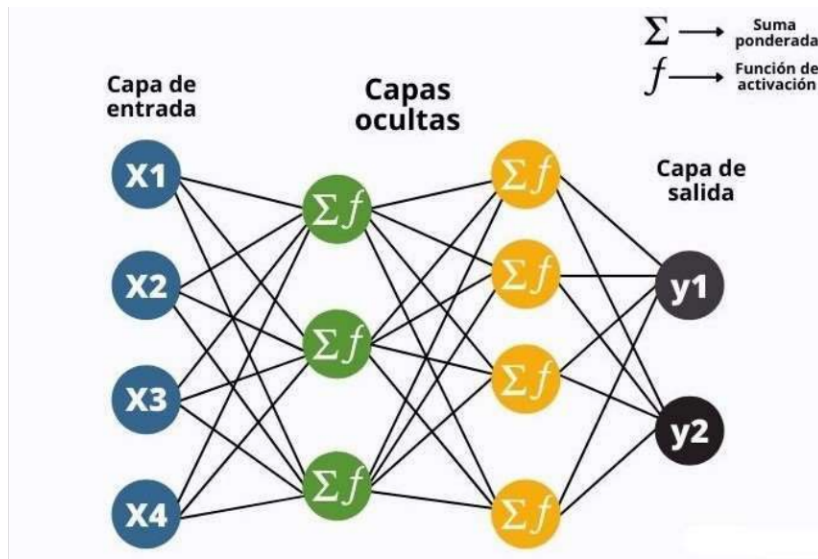 Σ → Suma
ponderada
f → Función de
activación
Capa de
entrada
Capas
ocultas
Capa de
salida
X1
X2
X3
X4
Σf
Σf
Σf
Σf
Σf
Σf
Σf
y1
y2